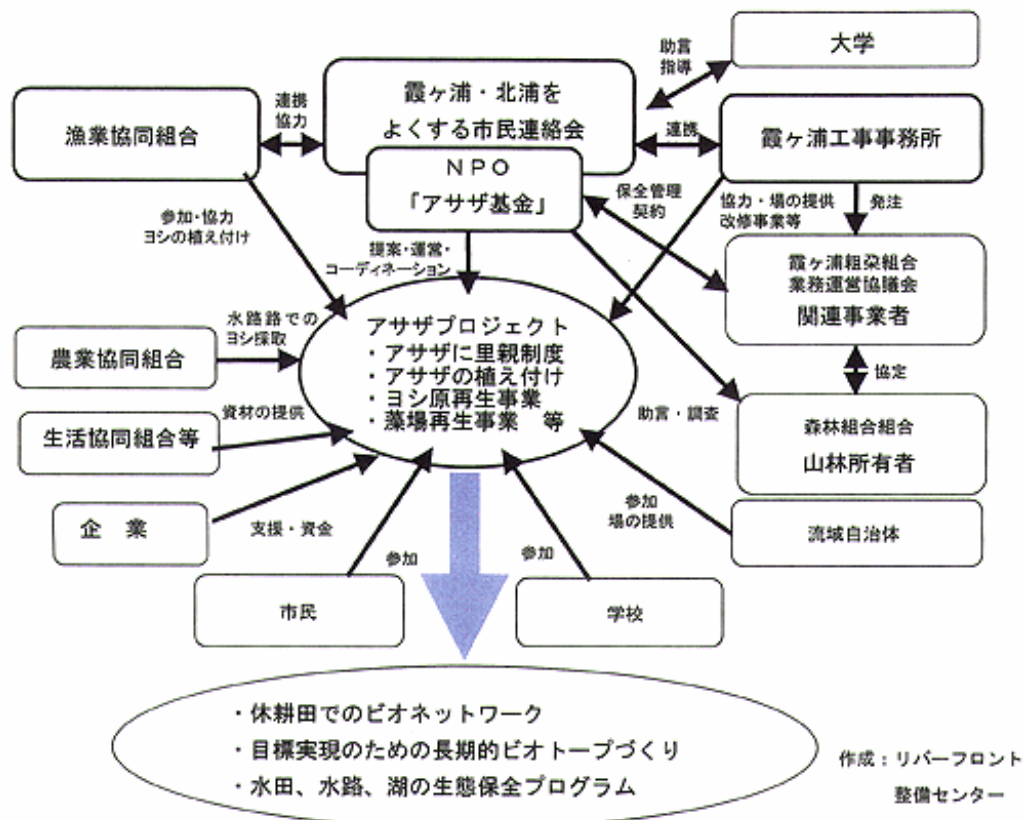 助言
指導
大学
霞ヶ浦・北浦を
よくする市民連絡会
連携
協力
漁業協同組合
連携
霞ヶ浦工事事務所
NPO
「アサザ基金」
保全管理
契約
協力・場の提供
改修事業等
発注
参加・協力
ヨシの植え付け
提案・運営・
コーディネーション
霞ヶ浦粗朶組合
業務運営協議会
関連事業者
水路路での
ヨシ採取
農業協同組合
アサザプロジェクト
・アサザに里親制度
・アサザの植え付け
・ヨシ原再生事業
・藻場再生事業 等
協定
資材の提供
生活協同組合等
助言・調査
森林組合組合
山林所有者
企 業
支援・資金
参加
場の提供
流域自治体
参加
参加
市民
学校
・休耕田でのビオネットワーク
・目標実現のための長期的ビオトープづくり
・水田、水路、湖の生態保全プログラム
作成：リバーフロント
整備センター